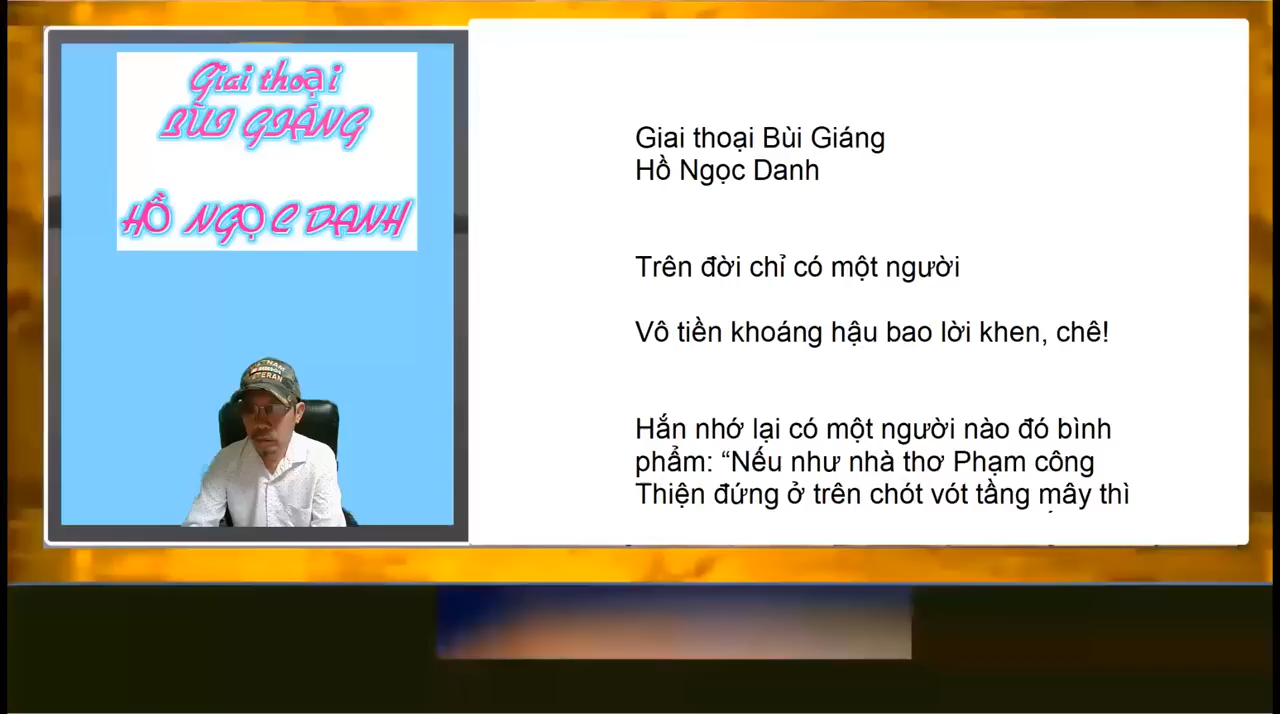 Giai thoại
BÙI GIÁNG
HỒ NGỌC DANH
VETERAN
Giai thoại Bùi Giáng
Hồ Ngọc Danh
Trên đời chỉ có một người
Vô tiền khoáng hậu bao lời khen, chê!
Hắn nhớ lại có một người nào đó bình
phẩm: “Nếu như nhà thơ Phạm công
Thiện đứng ở trên chót vót tầng mây thì